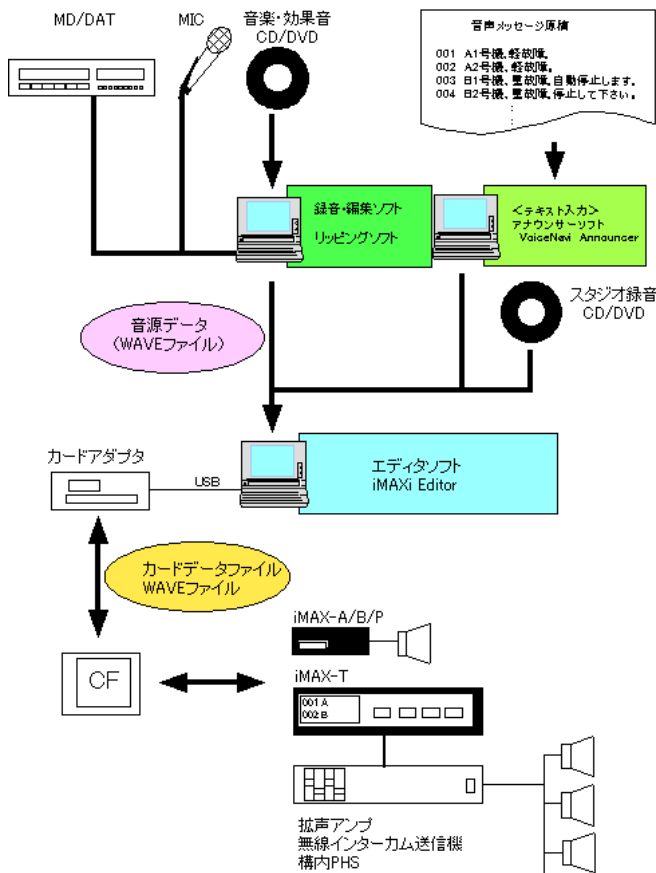 MD/DAT
MIC
音楽・効果音
CD/DVD
音声メッセージ原稿
001 A1号機、軽故障。
002 A2号機、軽故障。
003 B1号機、重故障。自動停止します。
004 B2号機、重故障。停止して下さい。
録音・編集ソフト
リッピングソフト
<テキスト入力>
アナウンサーソフト
VoiceNavi Announcer
スタジオ録音
CD/DVD
音源データ
(WAVEファイル)
カードアダプタ
USB
エディタソフト
iMAXi Editor
カードデータファイル
WAVEファイル
CF
iMAX-A/B/P
iMAX-T
001 A
002 B
拡声アンプ
無線インターカム送信機
構内PHS